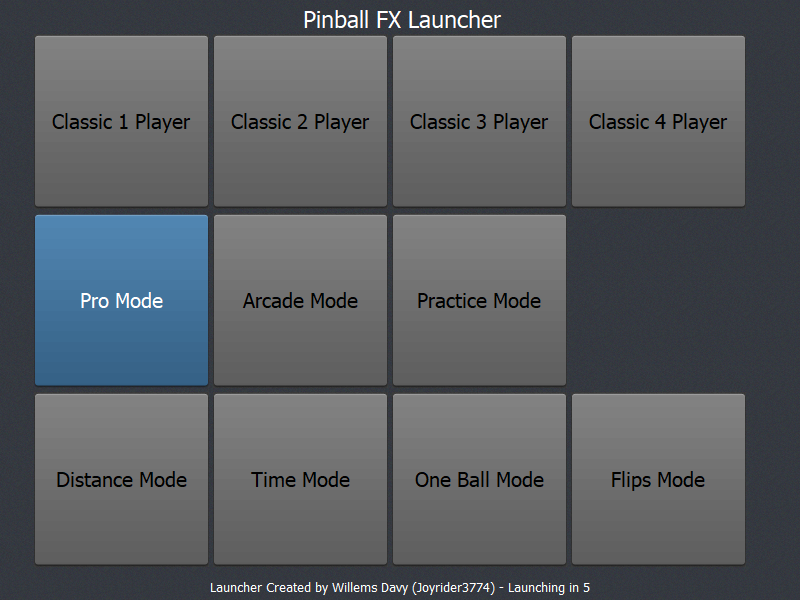 Pinball FX Launcher
Classic 1 Player
Classic 2 Player
Classic 3 Player
Classic 4 Player
Pro Mode
Arcade Mode
Practice Mode
Distance Mode
Time Mode
One Ball Mode
Flips Mode
Launcher Created by Willems Davy (Joyrider3774) - Launching in 5